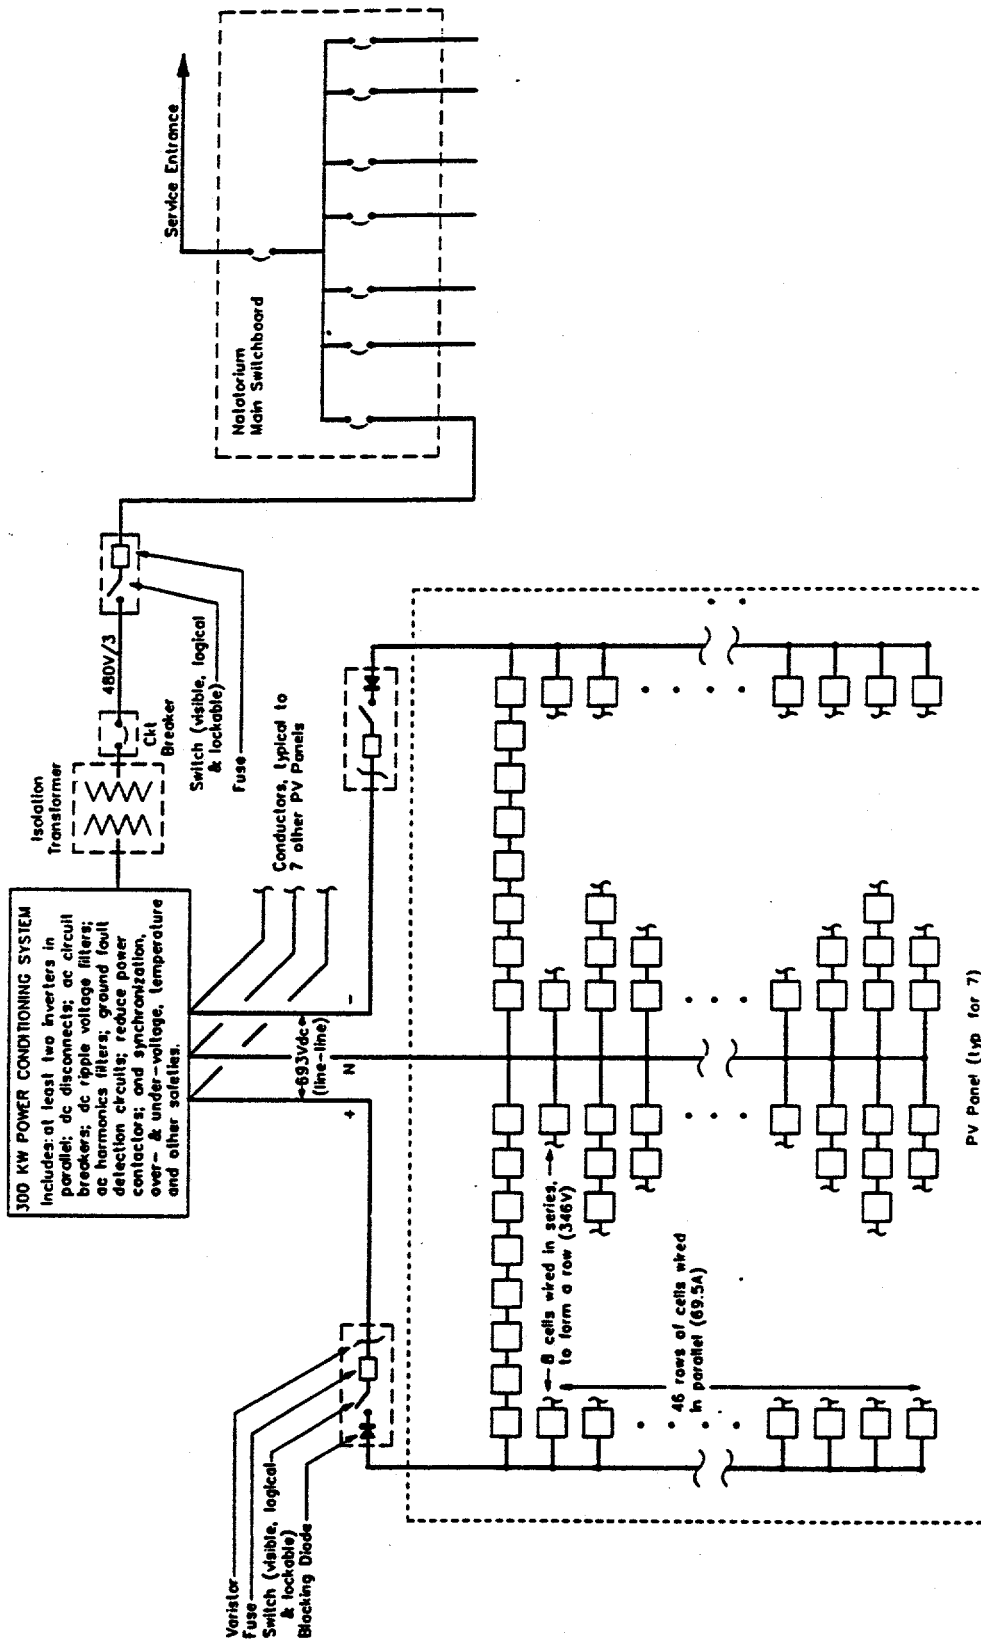 Service Entrance
Natatorium
Main Switchboard
480V/3
Switch (visible, logical
& lockable)
Fuse
Ckt
Breaker
Isolation
Transformer
300 KW POWER CONDITIONING SYSTEM
Includes: at least two inverters in
parallel; dc disconnects; ac circuit
breakers; dc ripple voltage filters;
ac harmonics filters; ground fault
detection circuits; reduce power
contactors; and synchronization,
over- & under-voltage, temperature
and other safeties.
Conductors, typical to
7 other PV Panels
693Vdc
(line-line)
+
N
-
Varistor
Fuse
Switch (visible, logical
& lockable)
Blocking Diode
8 cells wired in series,
to form a row (346V)
46 rows of cells wired
in parallel (69.5A)
PV Panel (typ for 7)